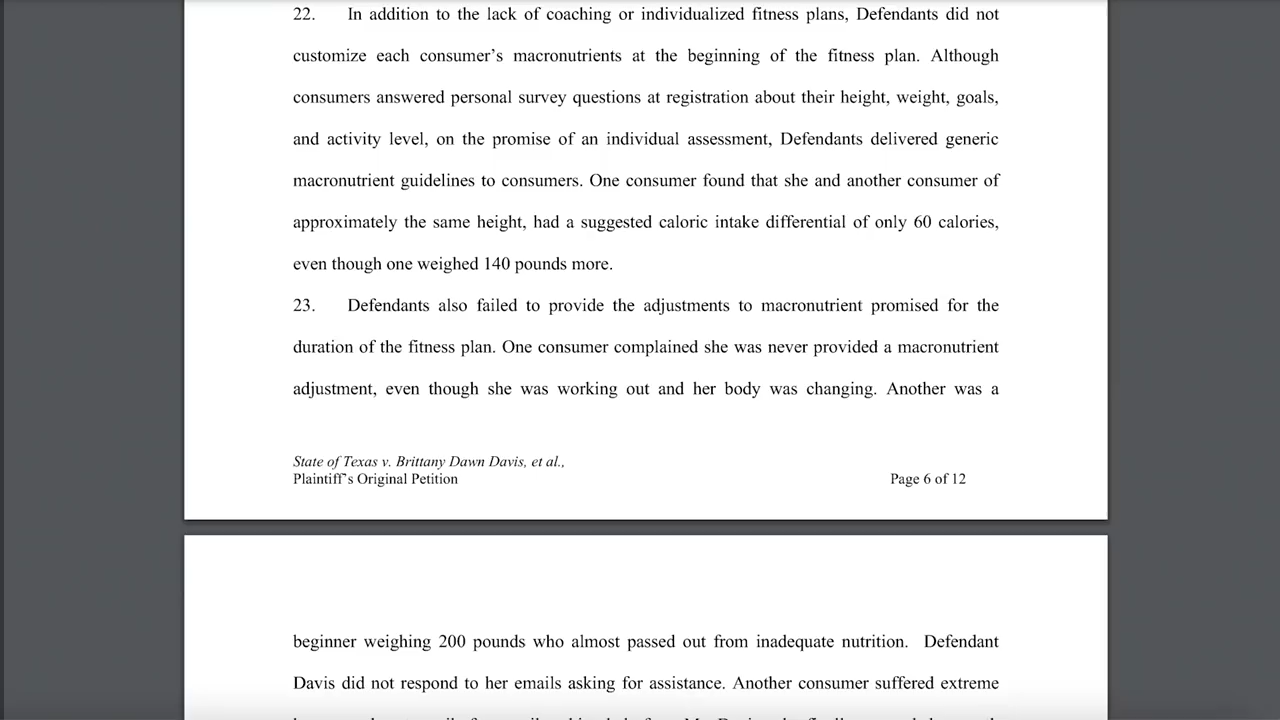 22. In addition to the lack of coaching or individualized fitness plans, Defendants did not
customize each consumer's macronutrients at the beginning of the fitness plan. Although
consumers answered personal survey questions at registration about their height, weight, goals,
and activity level, on the promise of an individual assessment, Defendants delivered generic
macronutrient guidelines to consumers. One consumer found that she and another consumer of
approximately the same height, had a suggested caloric intake differential of only 60 calories,
even though one weighed 140 pounds more.
23. Defendants also failed to provide the adjustments to macronutrient promised for the
duration of the fitness plan. One consumer complained she was never provided a macronutrient
adjustment, even though she was working out and her body was changing. Another was a
State of Texas v. Brittany Dawn Davis, et al.,
Plaintiff's Original Petition Page 6 of 12
beginner weighing 200 pounds who almost passed out from inadequate nutrition. Defendant
Davis did not respond to her emails asking for assistance. Another consumer suffered extreme